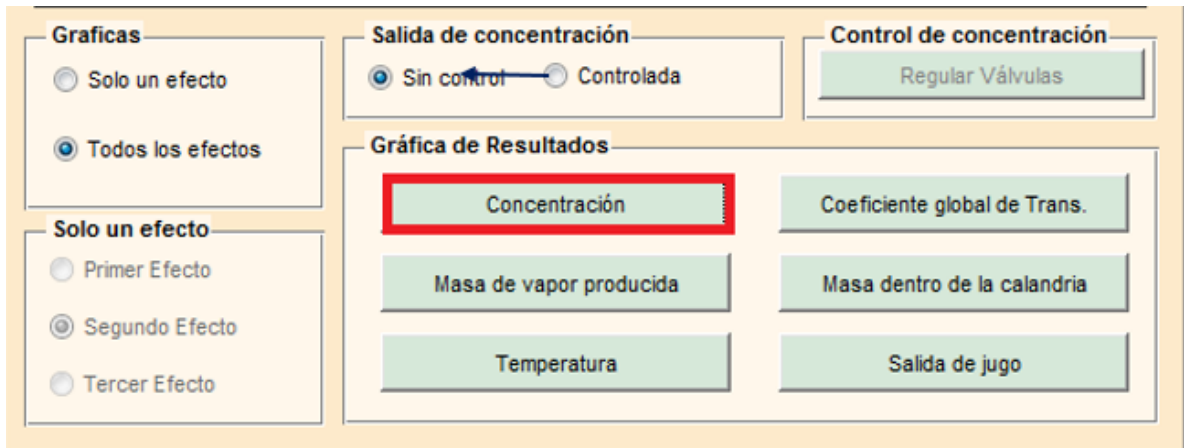 Graficas
Solo un efecto
Todos los efectos
Salida de concentración
Sin control
Controlada
Control de concentración
Regular Válvulas
Solo un efecto
Primer Efecto
Segundo Efecto
Tercer Efecto
Gráfica de Resultados
Concentración
Coeficiente global de Trans.
Masa de vapor producida
Masa dentro de la calandria
Temperatura
Salida de jugo